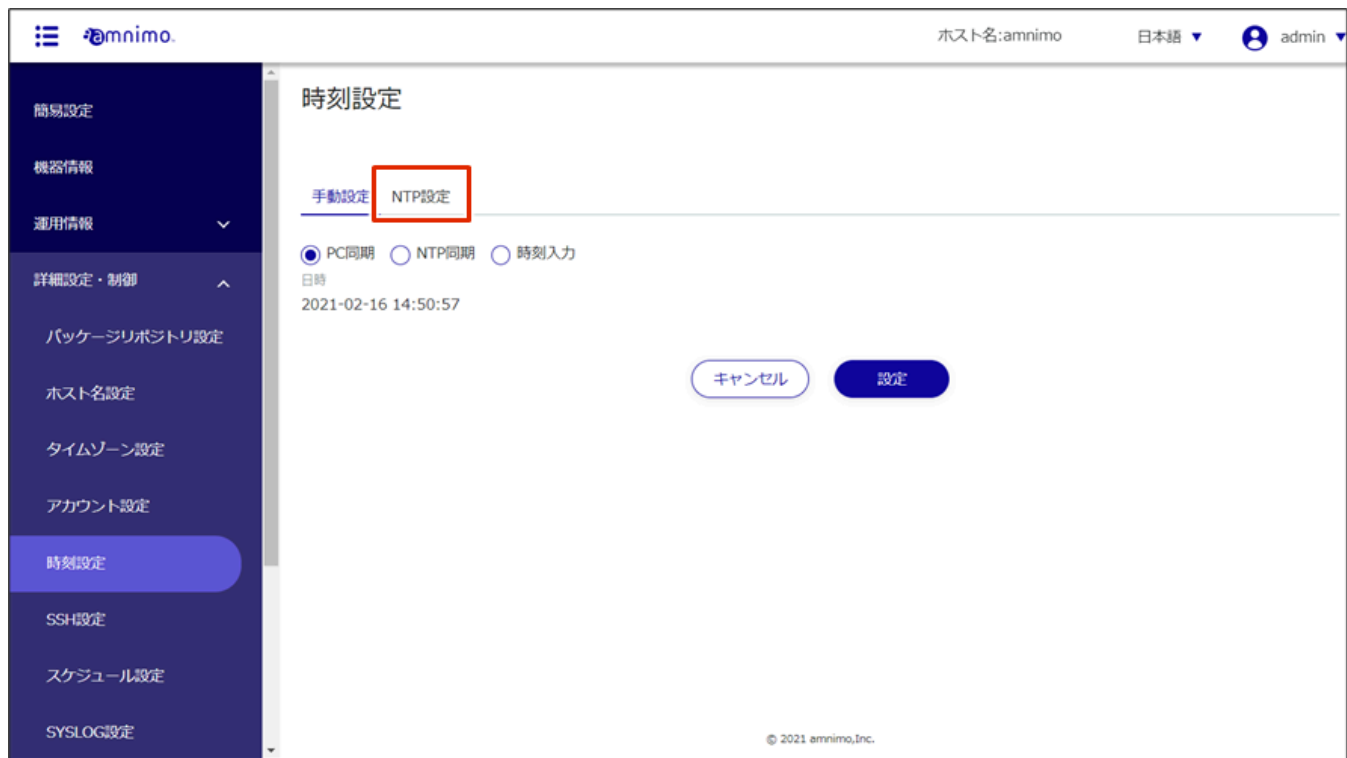 amnimo.
ホスト名:amnimo
日本語 ▼
admin ▼
簡易設定
機器情報
運用情報
詳細設定・制御
パッケージリポジトリ設定
ホスト名設定
タイムゾーン設定
アカウント設定
時刻設定
SSH設定
スケジュール設定
SYSLOG設定
時刻設定
手動設定 NTP設定
PC同期 NTP同期 時刻入力
日時
2021-02-16 14:50:57
キャンセル 設定
© 2021 amnimo,Inc.